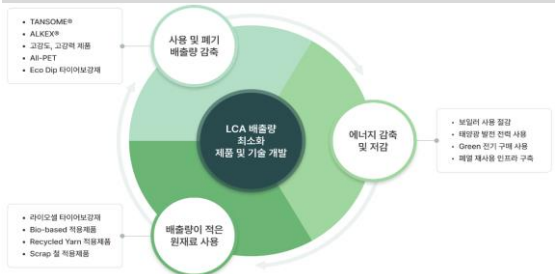 • TANSOME®
• ALKEX®
• 고강도, 고강력 제품
• All-PET
• Eco Dip 타이어보강재
사용 및 폐기
배출량 감축
LCA 배출량
최소화
제품 및 기술 개발
에너지 감축
및 저감
• 보일러 사용 절감
• 태양광 발전 전력 사용
• Green 전기 구매 사용
• 폐열 재사용 인프라 구축
• 라이오셀 타이어보강재
• Bio-based 적용제품
• Recycled Yarn 적용제품
• Scrap 철 적용제품
배출량이 적은
원재료 사용